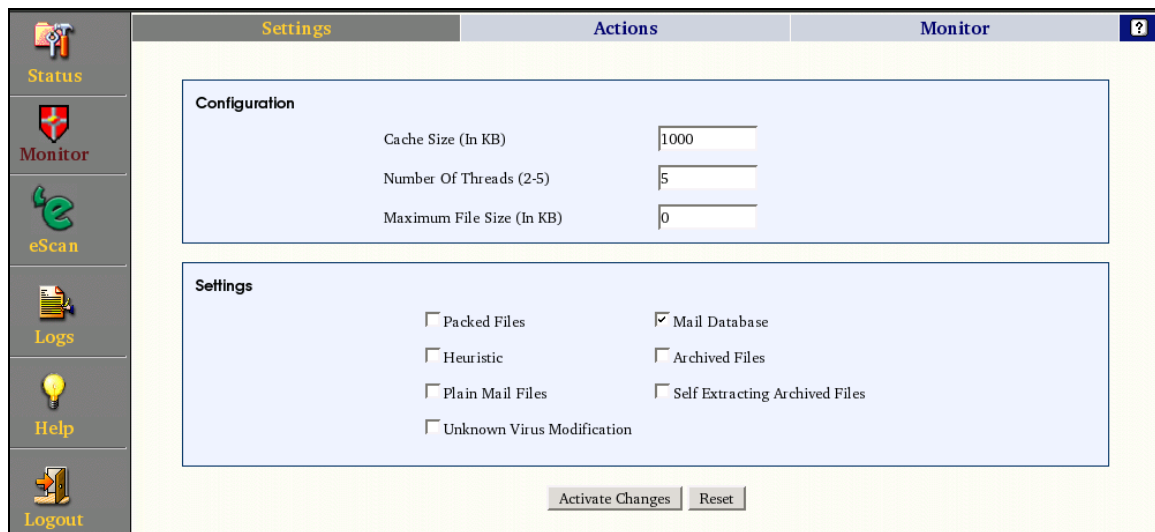 Settings
Actions
Monitor
?
Status
Monitor
eScan
Logs
Help
Logout
Configuration
Cache Size (In KB) 1000
Number Of Threads (2-5) 5
Maximum File Size (In KB) 0
Settings
Packed Files
Mail Database
Heuristic
Archived Files
Plain Mail Files
Self Extracting Archived Files
Unknown Virus Modification
Activate Changes
Reset